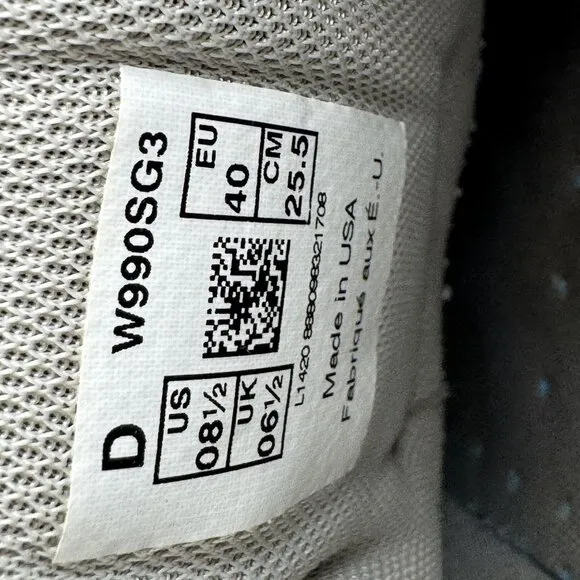 D W990SG3
US EU
08½ 40
UK CM
06½ 25.5
L1420 889098321708
Made in USA
Fabriqué aux É.-U.